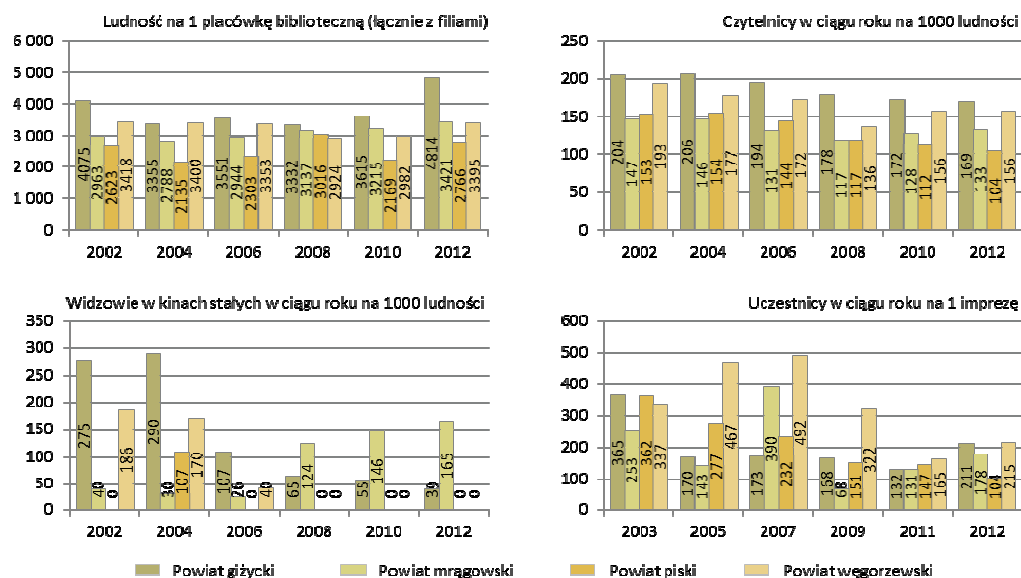 Ludność na 1 placówkę biblioteczną (łącznie z filiami)
6 000
5 000
4 000
3 000
2 000
1 000
0
4075 2963 2623 3418
3355 2788 2135 3400
3551 2944 2303 3353
3332 3137 3016 2924
3615 3215 2169 2982
4814 3421 2766 3395
2002 2004 2006 2008 2010 2012
Czytelnicy w ciągu roku na 1000 ludności
250
200
150
100
50
0
204 147 153 193
206 146 154 177
194 131 144 172
178 117 117 136
172 128 112 156
169 133 104 156
2002 2004 2006 2008 2010 2012
Widzowie w kinach stałych w ciągu roku na 1000 ludności
350
300
250
200
150
100
50
0
275 40 0 186
290 30 107 170
107 26 0 40
65 124 0 0
55 146 0 0
39 165 0 0
2002 2004 2006 2008 2010 2012
Uczestnicy w ciągu roku na 1 imprezę
600
500
400
300
200
100
0
365 253 362 337
170 143 277 467
173 390 232 492
168 68 151 322
132 131 147 165
211 178 104 215
2003 2005 2007 2009 2011 2012
Powiat giżycki Powiat mrągowski Powiat piski Powiat węgorzewski